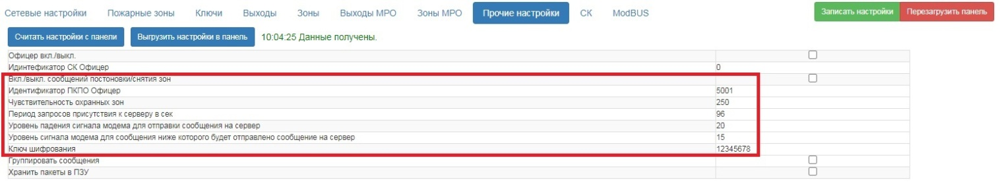 Сетевые настройки Пожарные зоны Ключи Выходы Зоны Выходы МРО Зоны МРО Прочие настройки СК ModBUS Записать настройки Перезагрузить панель
Считать настройки с панели Выгрузить настройки в панель 10:04:25 Данные получены.
Офицер вкл./выкл.
Идинтефикатор СК Офицер 0
Вкл./выкл. сообщений постоновки/снятия зон
Идентификатор ПКПО Офицер 5001
Чувствительность охранных зон 250
Период запросов присутствия к серверу в сек 96
Уровень падения сигнала модема для отправки сообщения на сервер 20
Уровень сигнала модема для сообщения ниже которого будет отправлено сообщение на сервер 15
Ключ шифрования 12345678
Группировать сообщения
Хранить пакеты в ПЗУ